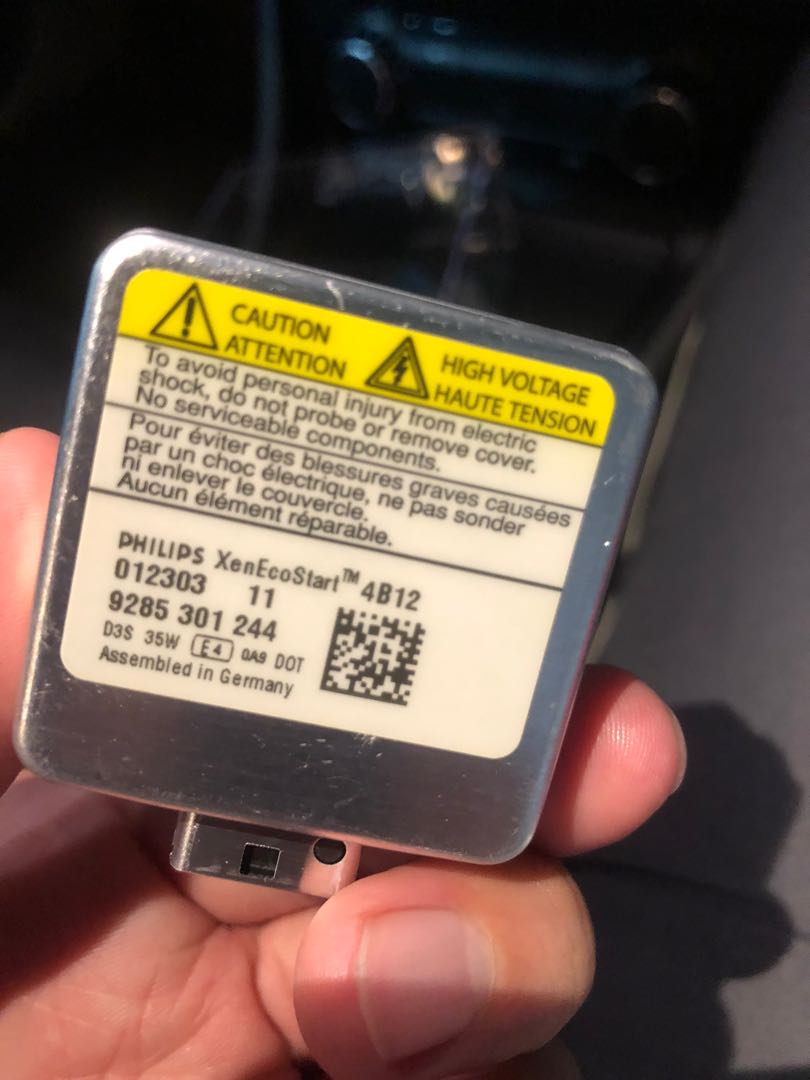 CAUTION
ATTENTION
HIGH VOLTAGE
HAUTE TENSION
To avoid personal injury from electric
shock, do not probe or remove cover.
No serviceable components.
Pour éviter des blessures graves causées
par un choc électrique, ne pas sonder
ni enlever le couvercle.
Aucun élément réparable.
PHILIPS XenEcoStart™ 4B12
012303 11
9285 301 244
D3S 35W E4 0A9 DOT
Assembled in Germany